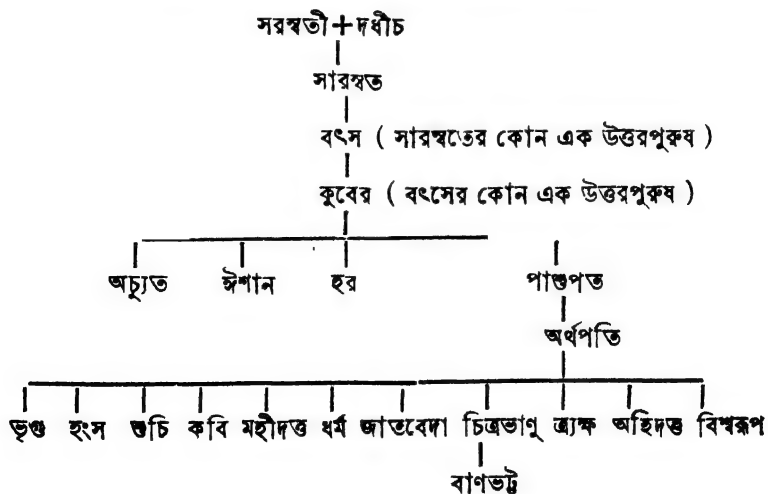 সরস্বতী + দধীচ
সারস্বত
বৎস ( সারস্বতের কোন এক উত্তরপুরুষ )
কুবের ( বৎসের কোন এক উত্তরপুরুষ )
অচ্যুত ঈশান হর পাশুপত
অর্থপতি
ভৃগু হংস শুচি কবি মহীদত্ত ধর্ম জাতবেদা চিত্রভাণু ত্র্যক্ষ অহিদত্ত বিশ্বরূপ
বাণভট্ট